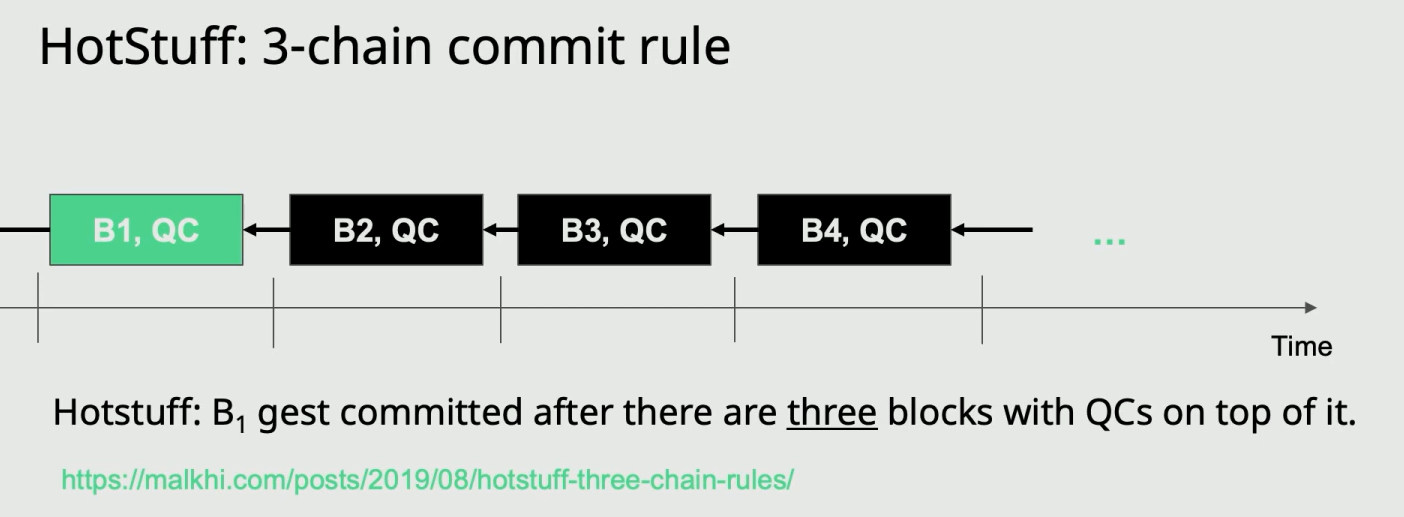 HotStuff: 3-chain commit rule
B1, QC B2, QC B3, QC B4, QC ...
Time
Hotstuff: B₁ gest committed after there are three blocks with QCs on top of it.
https://malkhi.com/posts/2019/08/hotstuff-three-chain-rules/